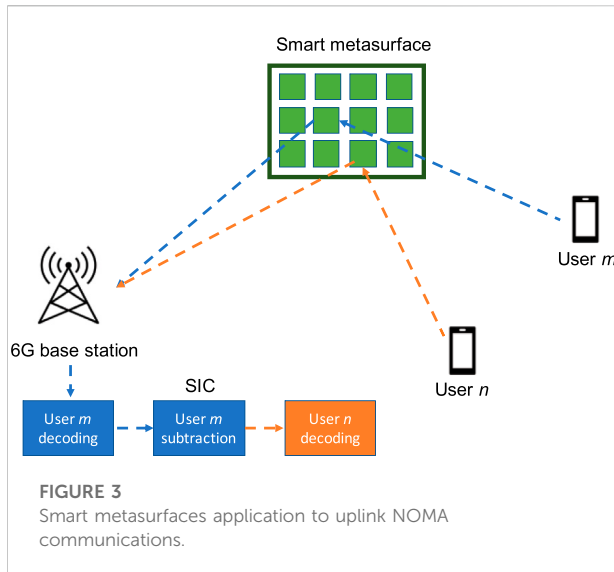 Smart metasurface
User m
6G base station
User n
SIC
User m
decoding
User m
subtraction
User n
decoding
FIGURE 3
Smart metasurfaces application to uplink NOMA
communications.